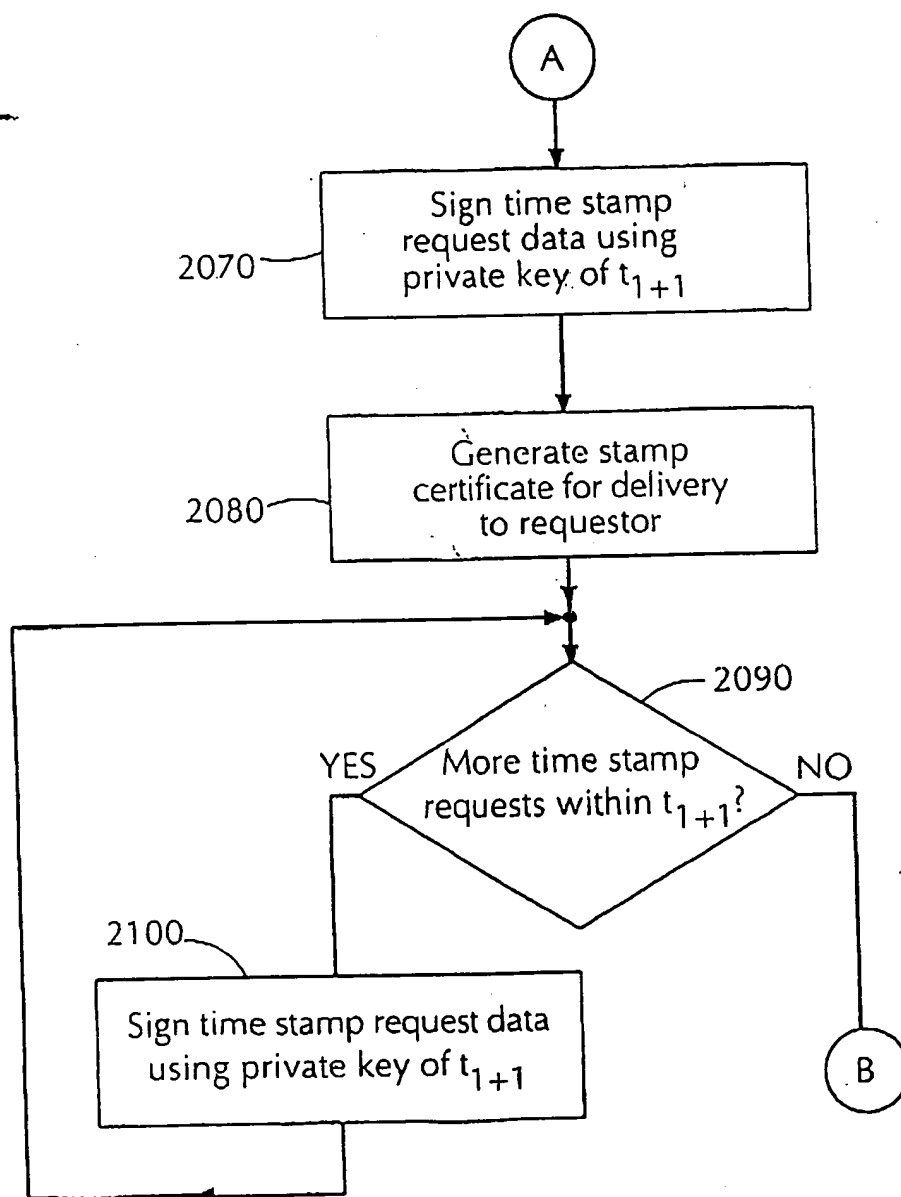 A
Sign time stamp
request data using
private key of t1+1
2070
Generate stamp
certificate for delivery
to requestor
2080
2090
YES
More time stamp
requests within t1+1?
NO
2100
Sign time stamp request data
using private key of t1+1
B